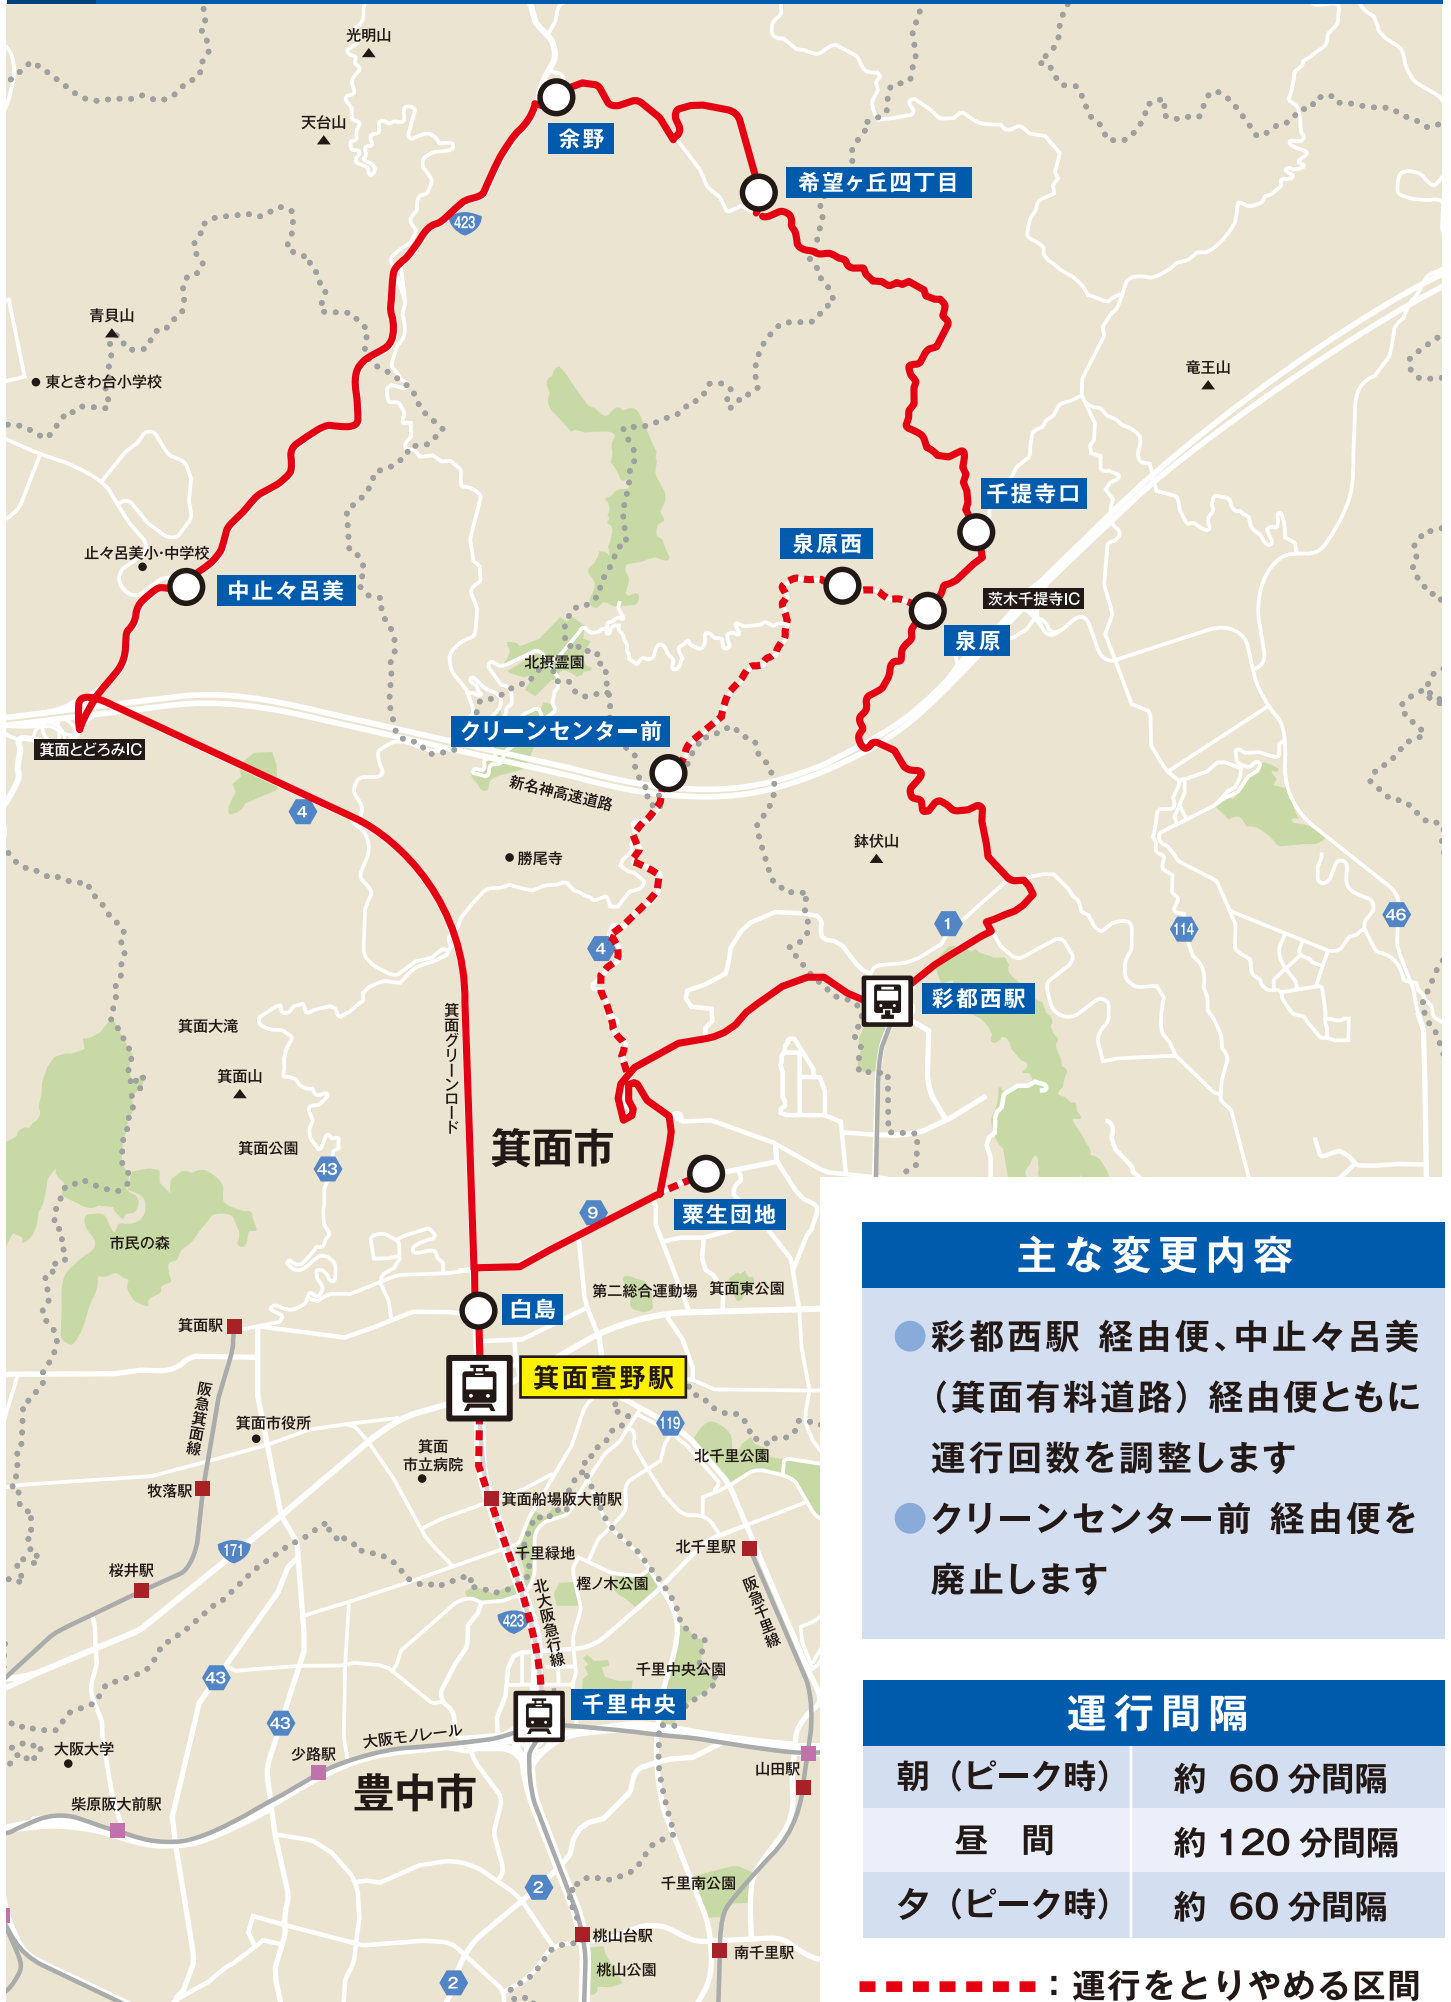 光明山
天台山
余野
希望ヶ丘四丁目
423
青貝山
東ときわ台小学校
竜王山
千提寺口
泉原西
止々呂美小・中学校
中止々呂美
茨木千提寺IC
泉原
北摂霊園
クリーンセンター前
箕面とどろみIC
新名神高速道路
4
鉢伏山
勝尾寺
4
1
114
46
彩都西駅
箕面グリーンロード
箕面大滝
箕面山
箕面市
箕面公園
43
粟生団地
9
市民の森
第二総合運動場
箕面東公園
白島
箕面駅
箕面萱野駅
阪急箕面線
箕面市役所
119
箕面
市立病院
北千里公園
牧落駅
箕面船場阪大前駅
171
千里緑地
北千里駅
桜井駅
樫ノ木公園
北大阪急行線
阪急千里線
423
43
千里中央公園
千里中央
43
大阪モノレール
大阪大学
少路駅
山田駅
豊中市
柴原阪大前駅
2
千里南公園
桃山台駅
南千里駅
桃山公園
2
主な変更内容
●彩都西駅 経由便、中止々呂美
（箕面有料道路）経由便ともに
運行回数を調整します
●クリーンセンター前 経由便を
廃止します
運行間隔
朝（ピーク時） 約 60 分間隔
昼 間 約 120 分間隔
夕（ピーク時） 約 60 分間隔
：運行をとりやめる区間